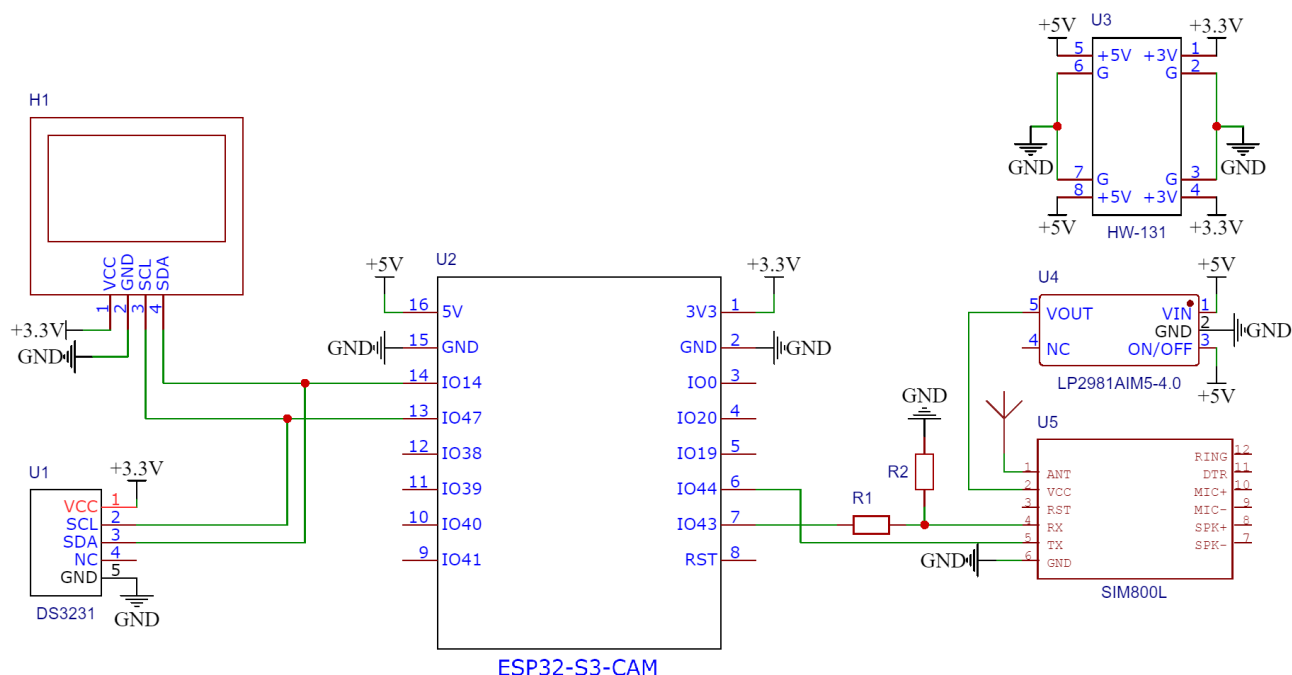 H1
VCC
GND
SCL
SDA
1
2
3
4
+3.3V
GND
U1
+3.3V
VCC 1
SCL 2
SDA 3
NC 4
GND 5
DS3231
GND
U2
+5V
+3.3V
GND
GND
16 5V
15 GND
14 IO14
13 IO47
12 IO38
11 IO39
10 IO40
9 IO41
3V3 1
GND 2
IO0 3
IO20 4
IO19 5
IO44 6
IO43 7
RST 8
ESP32-S3-CAM
R1
R2
GND
U3
+5V
+3.3V
5 +5V +3V 1
6 G G 2
GND
GND
7 G G 3
8 +5V +3V 4
+5V
+3.3V
HW-131
U4
+5V
5 VOUT VIN 1
GND 2
GND
4 NC ON/OFF 3
+5V
LP2981AIM5-4.0
U5
1 ANT
2 VCC
3 RST
4 RX
5 TX
6 GND
GND
RING 12
DTR 11
MIC+ 10
MIC- 9
SPK+ 8
SPK- 7
SIM800L